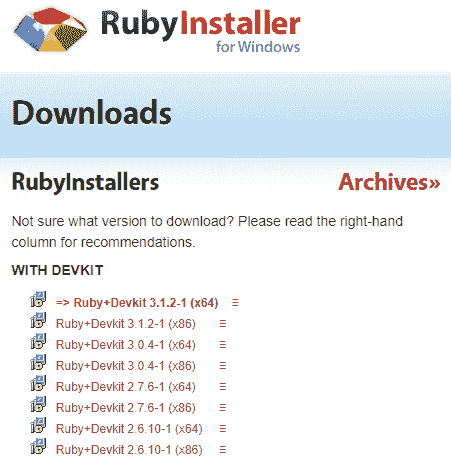 RubyInstaller
for Windows
Downloads
RubyInstallers
Archives»
Not sure what version to download? Please read the right-hand
column for recommendations.
WITH DEVKIT
=> Ruby+Devkit 3.1.2-1 (x64)
Ruby+Devkit 3.1.2-1 (x86)
Ruby+Devkit 3.0.4-1 (x64)
Ruby+Devkit 3.0.4-1 (x86)
Ruby+Devkit 2.7.6-1 (x64)
Ruby+Devkit 2.7.6-1 (x86)
Ruby+Devkit 2.6.10-1 (x64)
Ruby+Devkit 2.6.10-1 (x86)